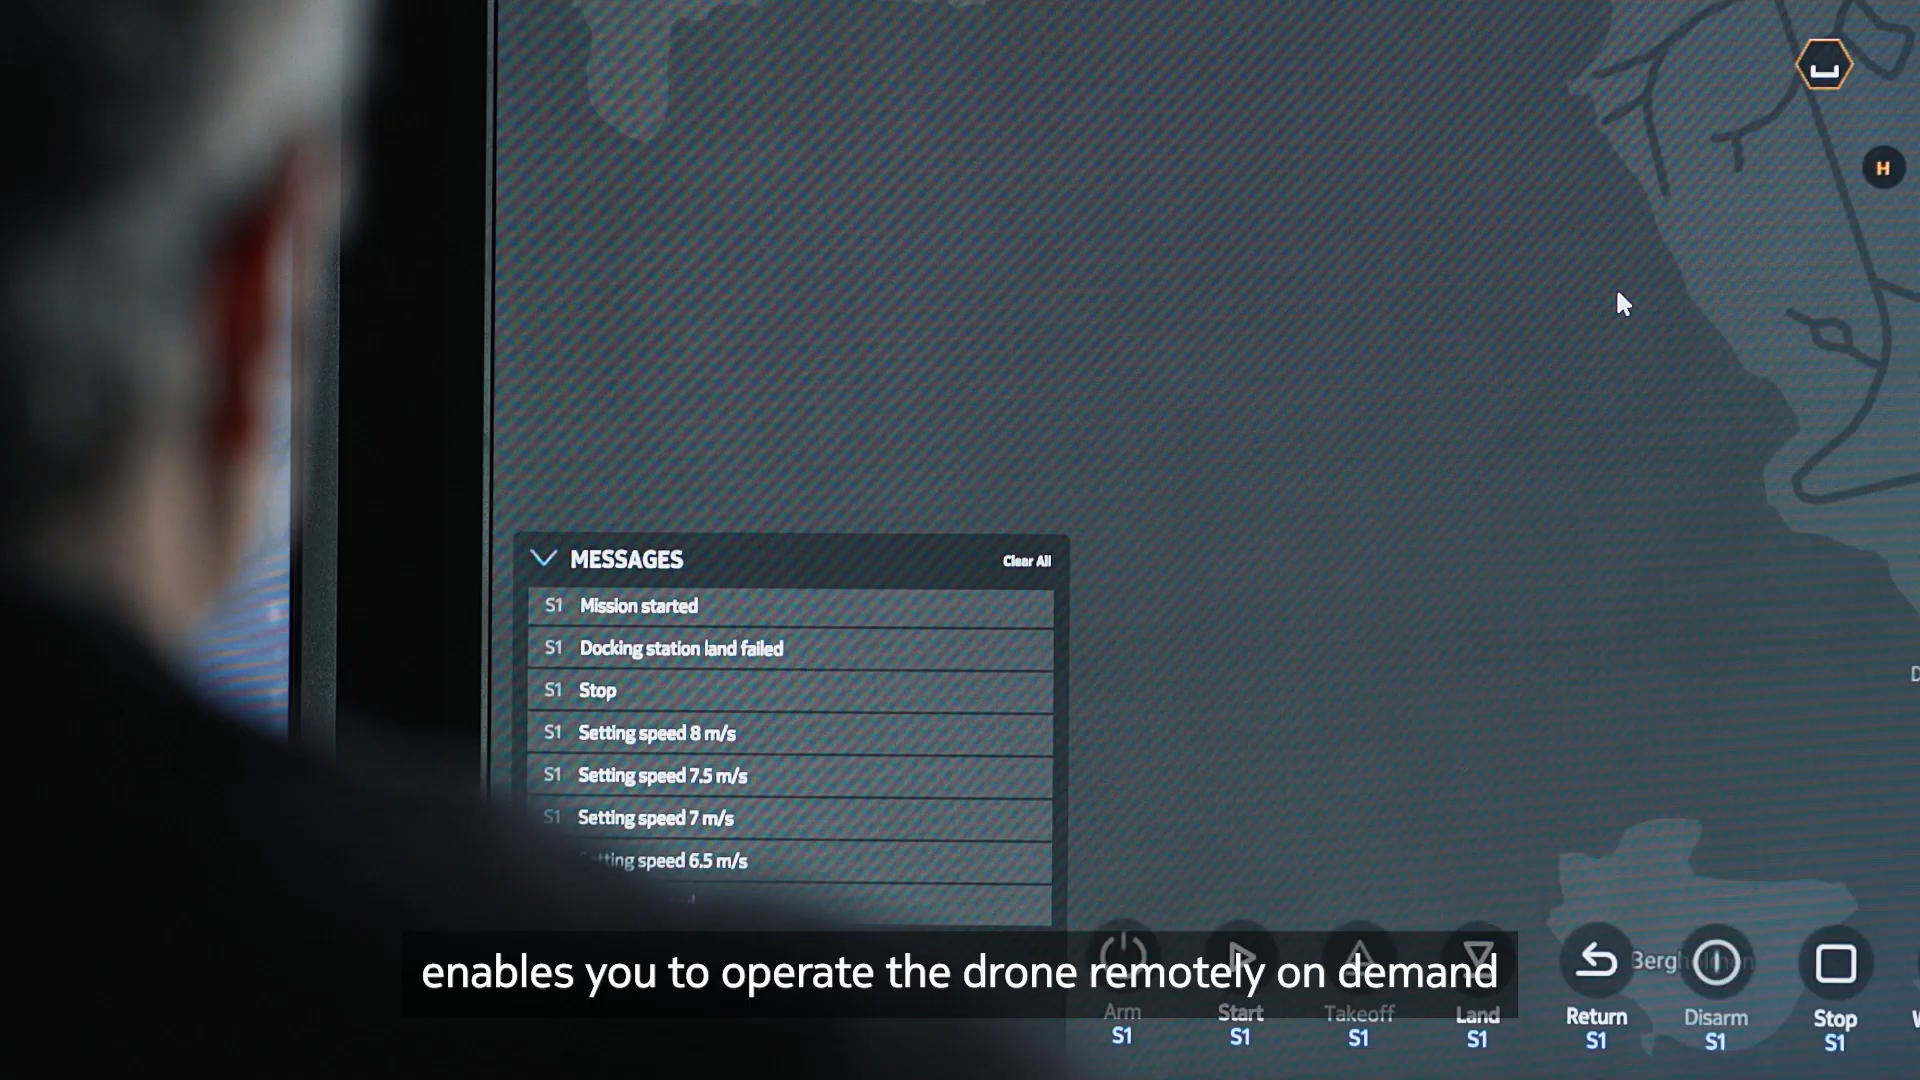 H
MESSAGES Clear All
S1 Mission started
S1 Docking station land failed
S1 Stop
S1 Setting speed 8 m/s
S1 Setting speed 7.5 m/s
S1 Setting speed 7 m/s
speed 6.5 m/s
enables you to operate the drone remotely on demand
Arm Start Takeoff Land Return Disarm Stop
S1 S1 S1 S1 S1 S1 S1